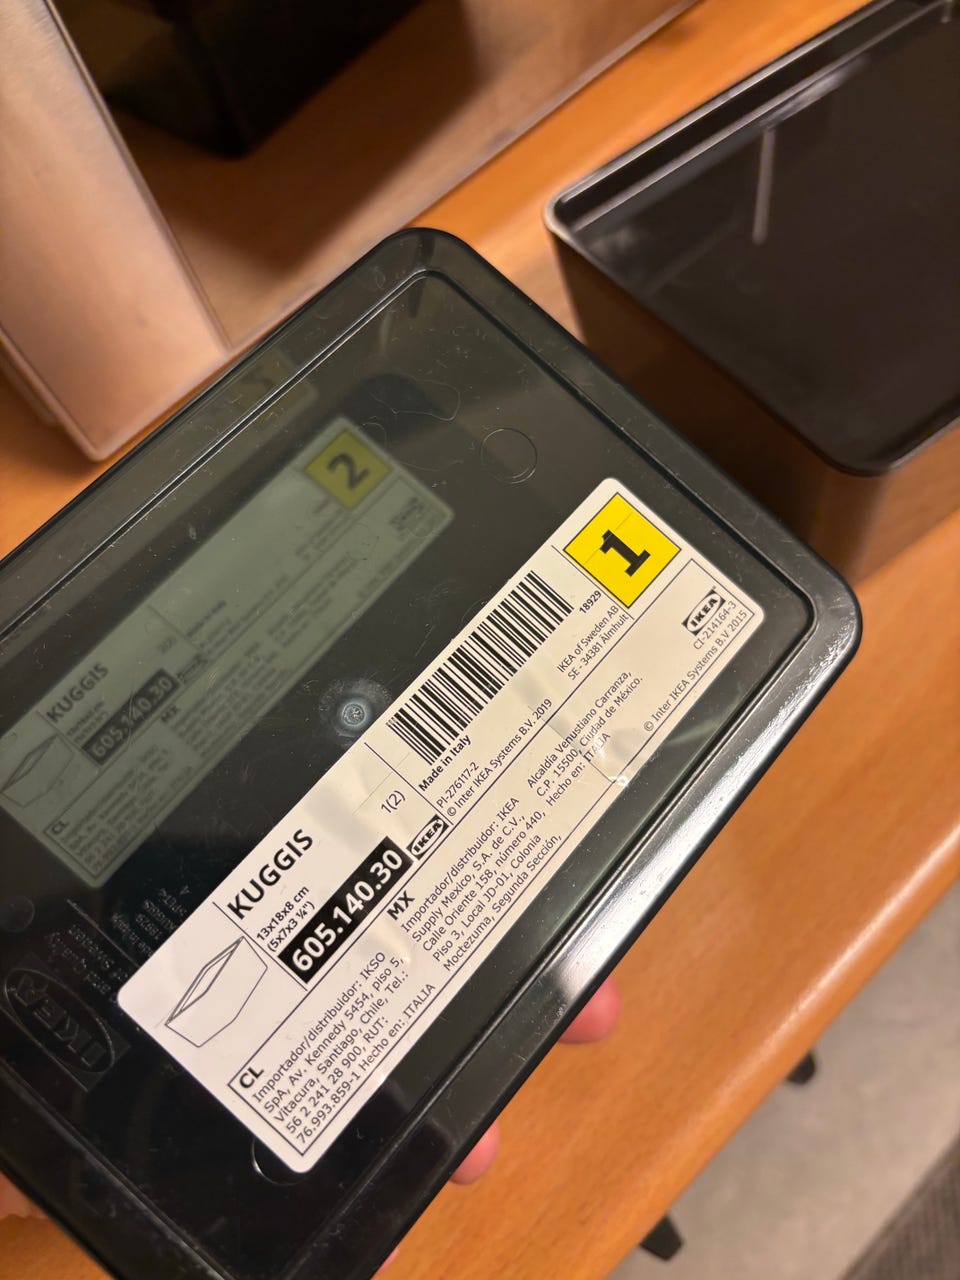 1
KUGGIS
13x18x8 cm
(5x7x3 ¼")
605.140.30
1(2)
IKEA
Made in Italy
18929
PI-276117-2
© Inter IKEA Systems B.V. 2019
IKEA of Sweden AB
SE - 34381 Älmhult
CL
Importador/distribuidor: IKSO
SpA, Av. Kennedy 5454, piso 5,
Vitacura, Santiago, Chile, Tel.:
56 2 241 28 900, RUT:
76.993.859-1 Hecho en: ITALIA
MX
Importador/distribuidor: IKEA
Supply Mexico, S.A. de C.V.,
Calle Oriente 158, número 440,
Piso 3, Local JD-01, Colonia
Moctezuma, Segunda Sección,
Alcaldía Venustiano Carranza,
C.P. 15500, Ciudad de México.
Hecho en: ITALIA
IKEA
CI-214164-3
© Inter IKEA Systems B.V 2015
2
KUGGIS
605.140.30
CL
IKEA